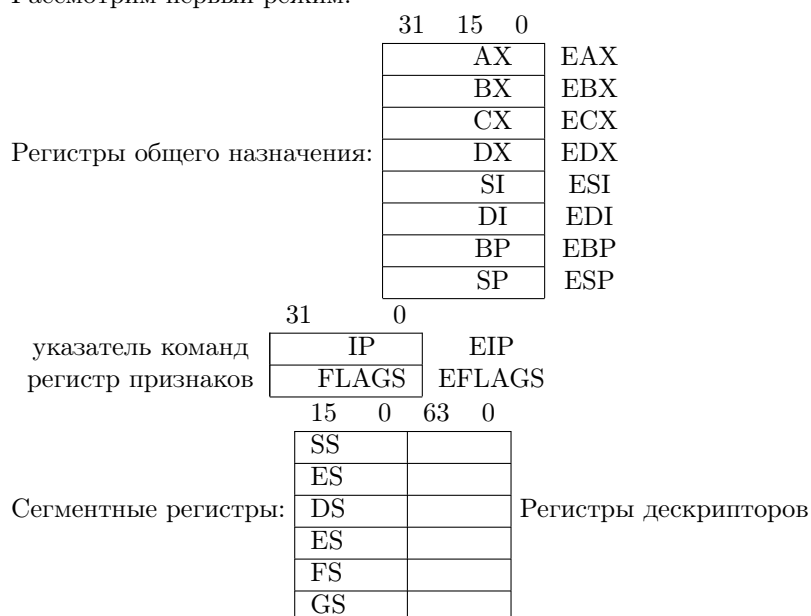 Рассмотрим первый режим:
31 15 0
AX EAX
BX EBX
CX ECX
Регистры общего назначения: DX EDX
SI ESI
DI EDI
BP EBP
SP ESP
31 0
указатель команд IP EIP
регистр признаков FLAGS EFLAGS
15 0 63 0
SS
ES
Сегментные регистры: DS Регистры дескрипторов
ES
FS
GS